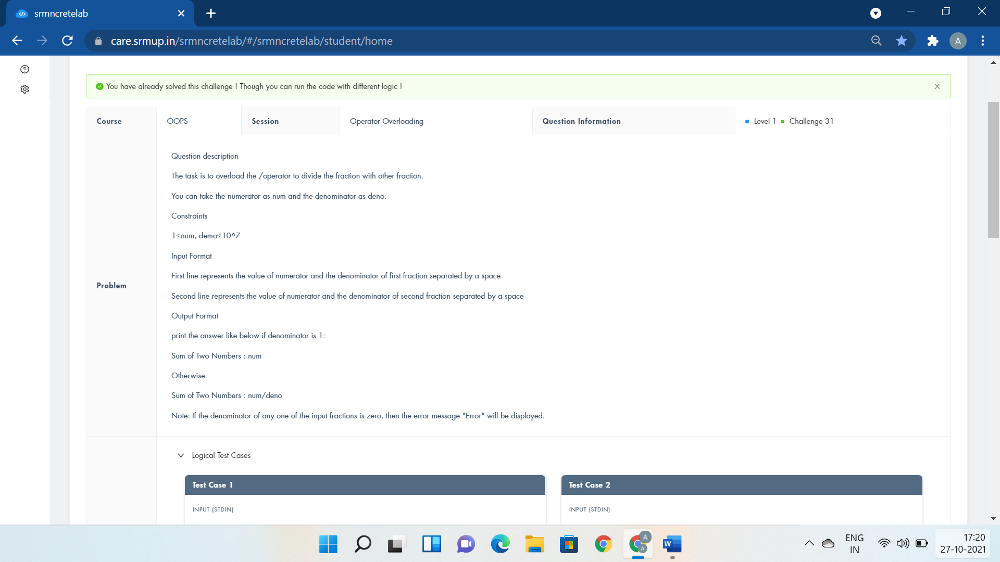 srmncretelab
care.srmup.in/srmncretelab/#/srmncretelab/student/home
A
You have already solved this challenge ! Though you can run the code with different logic !
Course
OOPS
Session
Operator Overloading
Question Information
Level 1
Challenge 31
Problem
Question description
The task is to overload the /operator to divide the fraction with other fraction.
You can take the numerator as num and the denominator as deno.
Constraints
1≤num, demo≤10^7
Input Format
First line represents the value of numerator and the denominator of first fraction separated by a space
Second line represents the value of numerator and the denominator of second fraction separated by a space
Output Format
print the answer like below if denominator is 1:
Sum of Two Numbers : num
Otherwise
Sum of Two Numbers : num/deno
Note: If the denominator of any one of the input fractions is zero, then the error message "Error" will be displayed.
Logical Test Cases
Test Case 1
INPUT (STDIN)
Test Case 2
INPUT (STDIN)
A
A
W
ENG
IN
17:20
27-10-2021